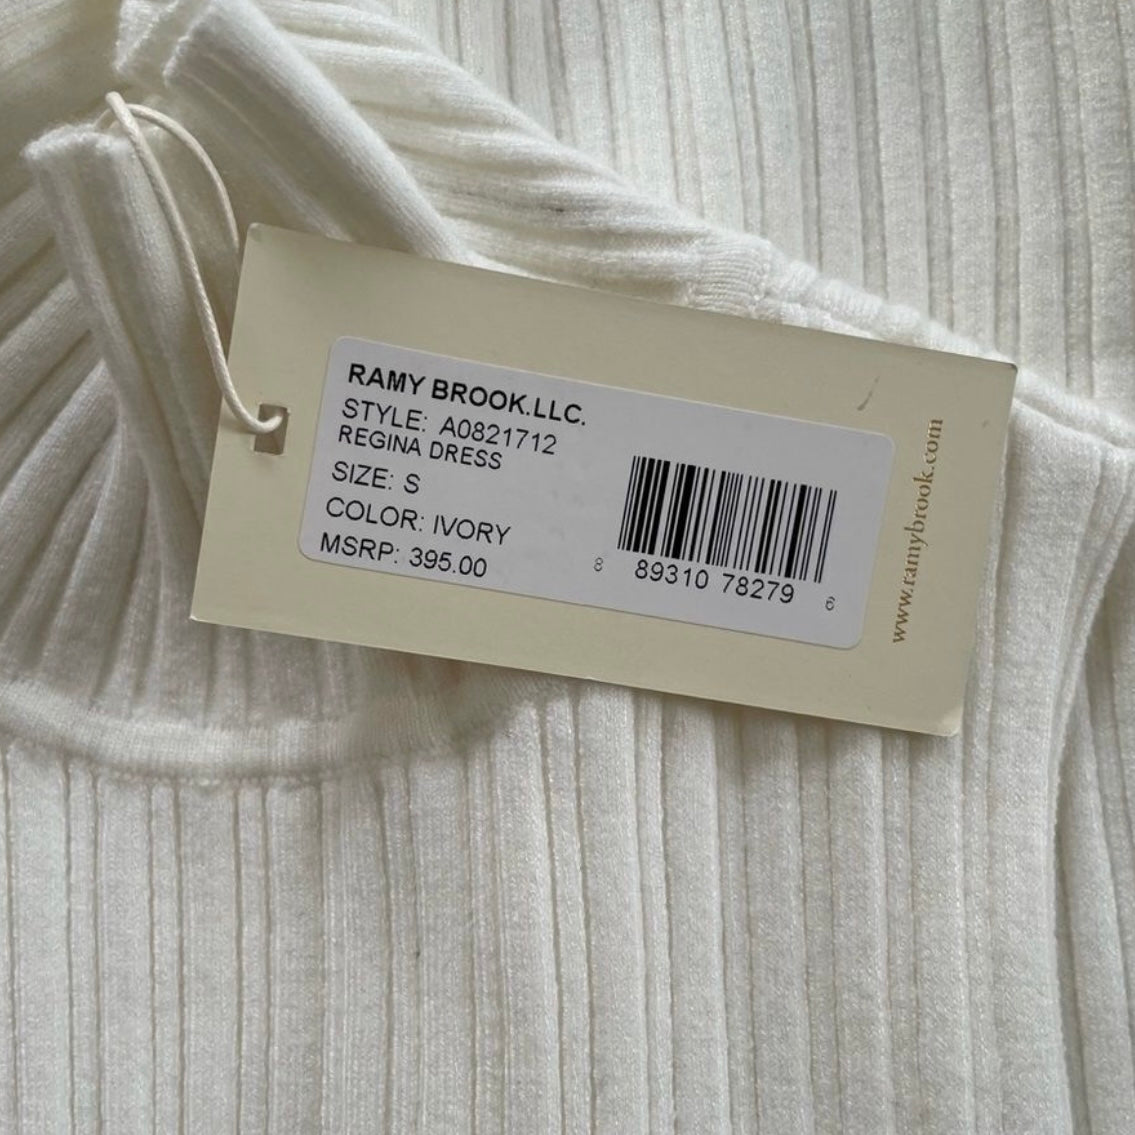 RAMY BROOK.LLC.
STYLE: A0821712
REGINA DRESS
SIZE: S
COLOR: IVORY
MSRP: 395.00
8 89310 78279 6
www.ramybrook.com